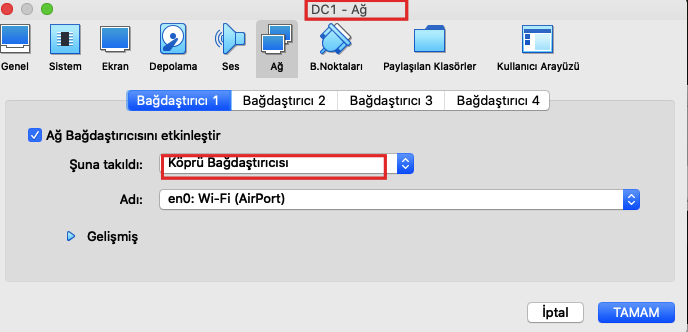 DC1 - Ağ
Genel Sistem Ekran Depolama Ses Ağ B.Noktaları Paylaşılan Klasörler Kullanıcı Arayüzü
Bağdaştırıcı 1 Bağdaştırıcı 2 Bağdaştırıcı 3 Bağdaştırıcı 4
Ağ Bağdaştırıcısını etkinleştir
Şuna takıldı: Köprü Bağdaştırıcısı
Adı: en0: Wi-Fi (AirPort)
Gelişmiş
İptal TAMAM